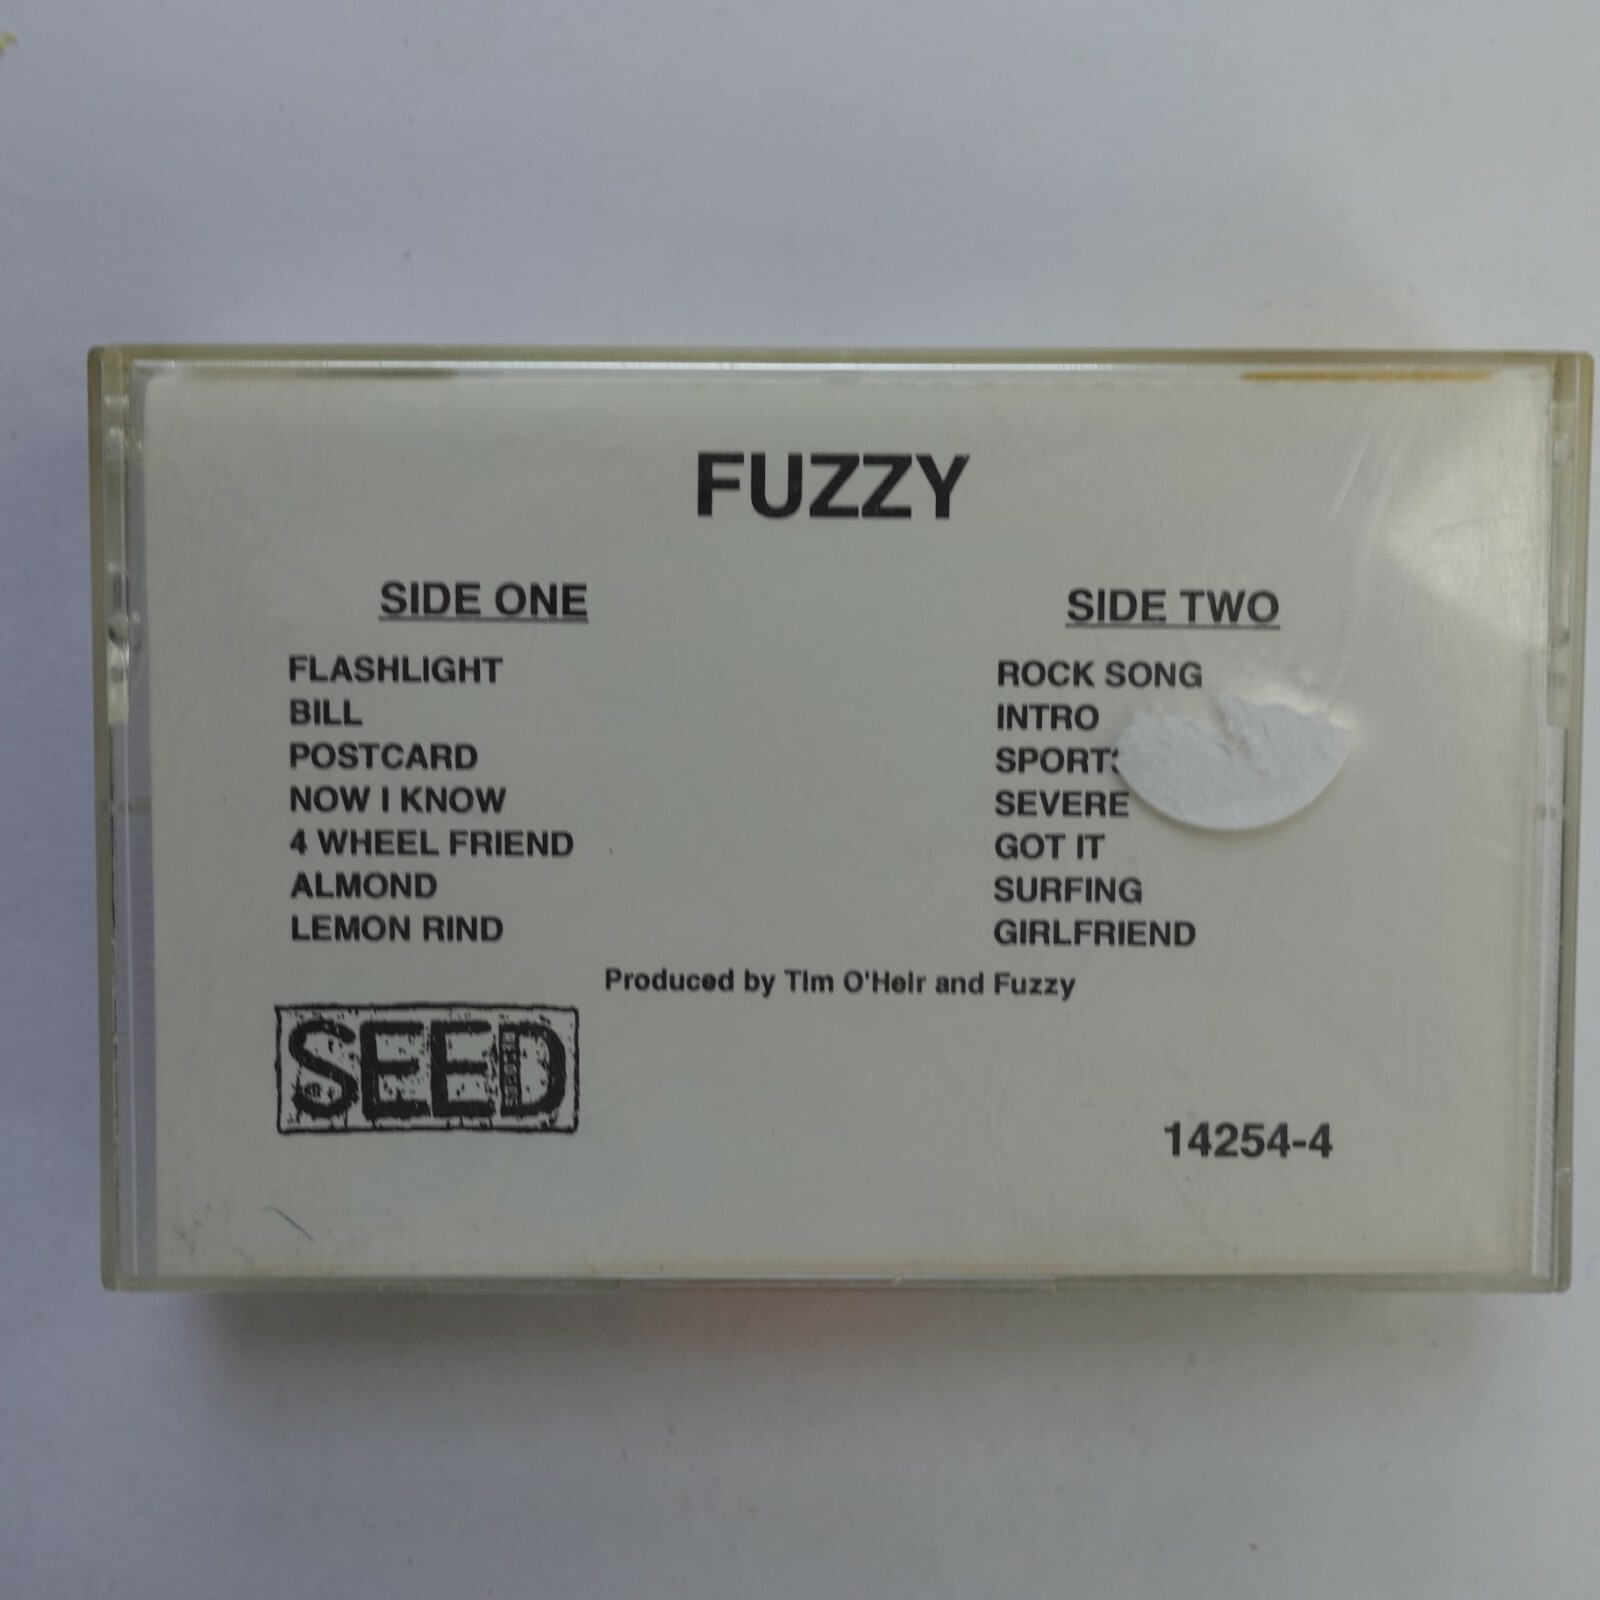 FUZZY
SIDE ONE
FLASHLIGHT
BILL
POSTCARD
NOW I KNOW
4 WHEEL FRIEND
ALMOND
LEMON RIND
SIDE TWO
ROCK SONG
INTRO
SEVERE
GOT IT
SURFING
GIRLFRIEND
Produced by Tim O'Heir and Fuzzy
SEED
14254-4